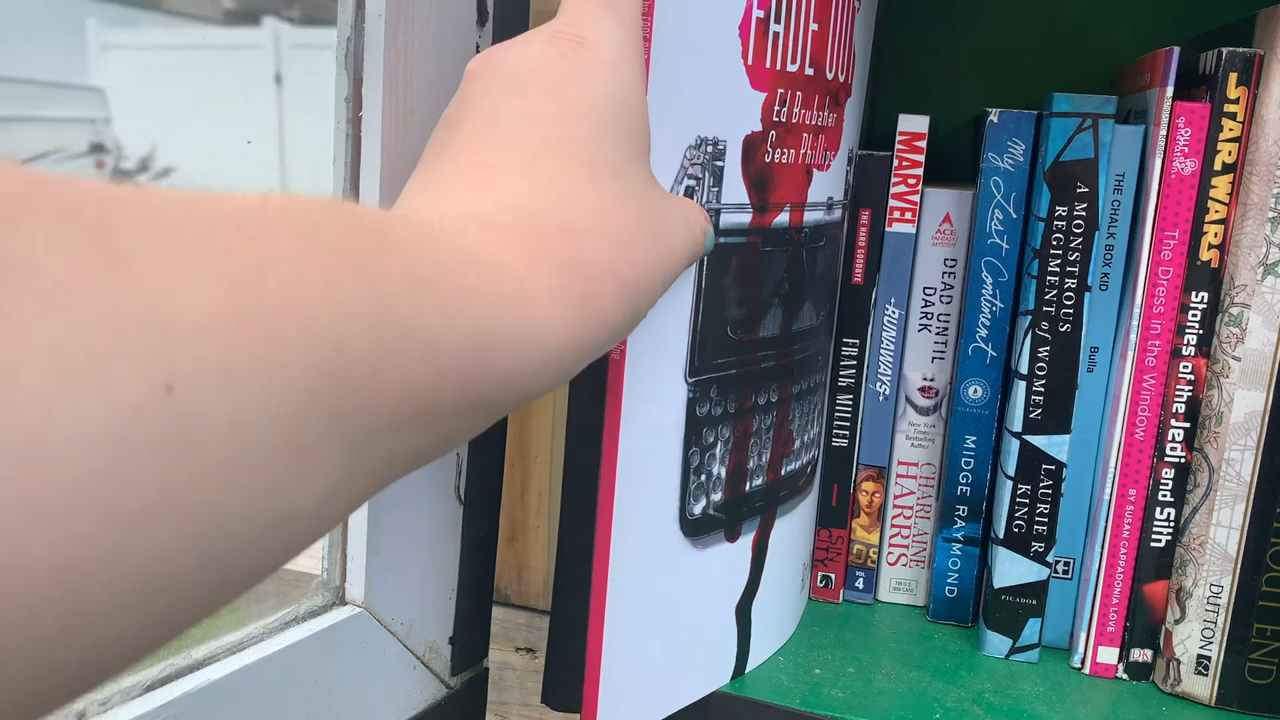 FADE OUT
Ed Brubaker
Sean Phillips
THE HARD GOODBYE
FRANK MILLER
SIN
CITY
MARVEL
RUNAWAYS
VOL
4
ACE
FANTASY/
MYSTERY
DEAD UNTIL
DARK
New York
Times
Bestselling
Author
CHARLAINE
HARRIS
My Last Continent
SCRIBNER
MIDGE RAYMOND
A MONSTROUS
REGIMENT of WOMEN
LAURIE R.
KING
PICADOR
THE CHALK BOX KID
Bulla
our
generation
The Dress in the Window
BY SUSAN CAPPADONIA LOVE
STAR WARS
Stories of the Jedi and Sith
DK
DUTTON
END